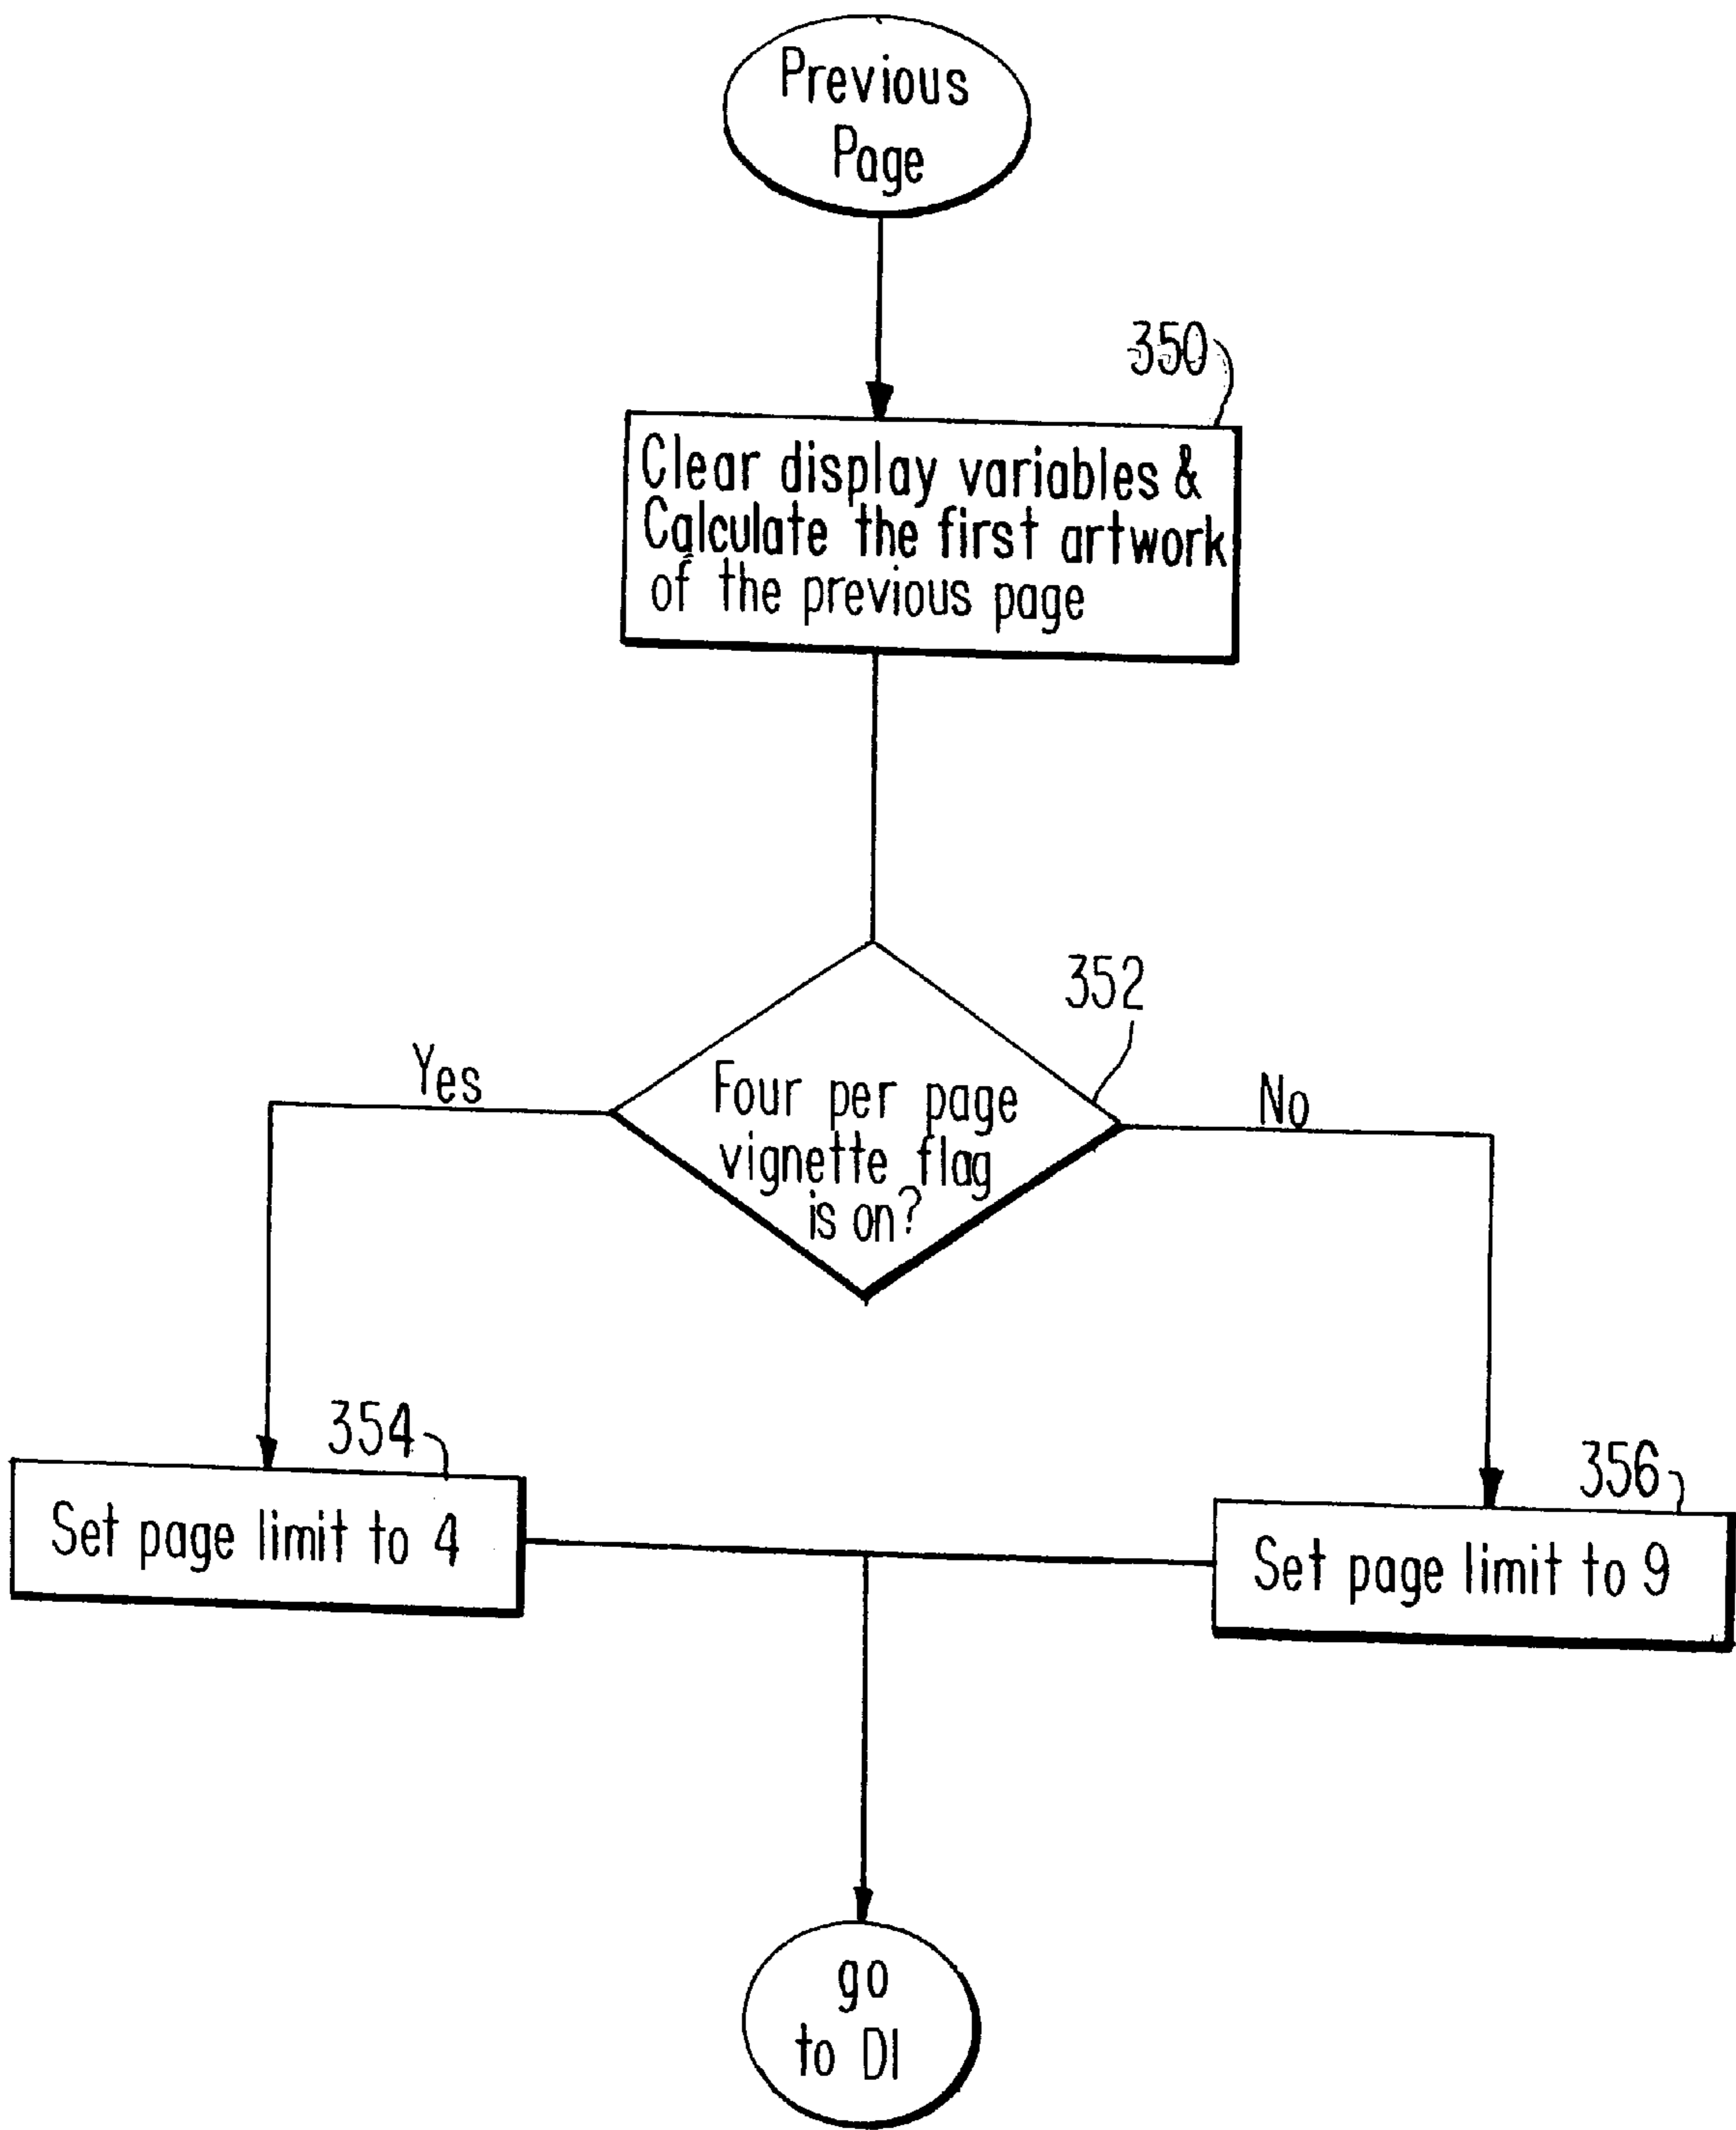 Previous
Page
350
Clear display variables &
Calculate the first artwork
of the previous page
352
Yes
No
Four per page
vignette flag
is on?
354
356
Set page limit to 4
Set page limit to 9
go
to D1